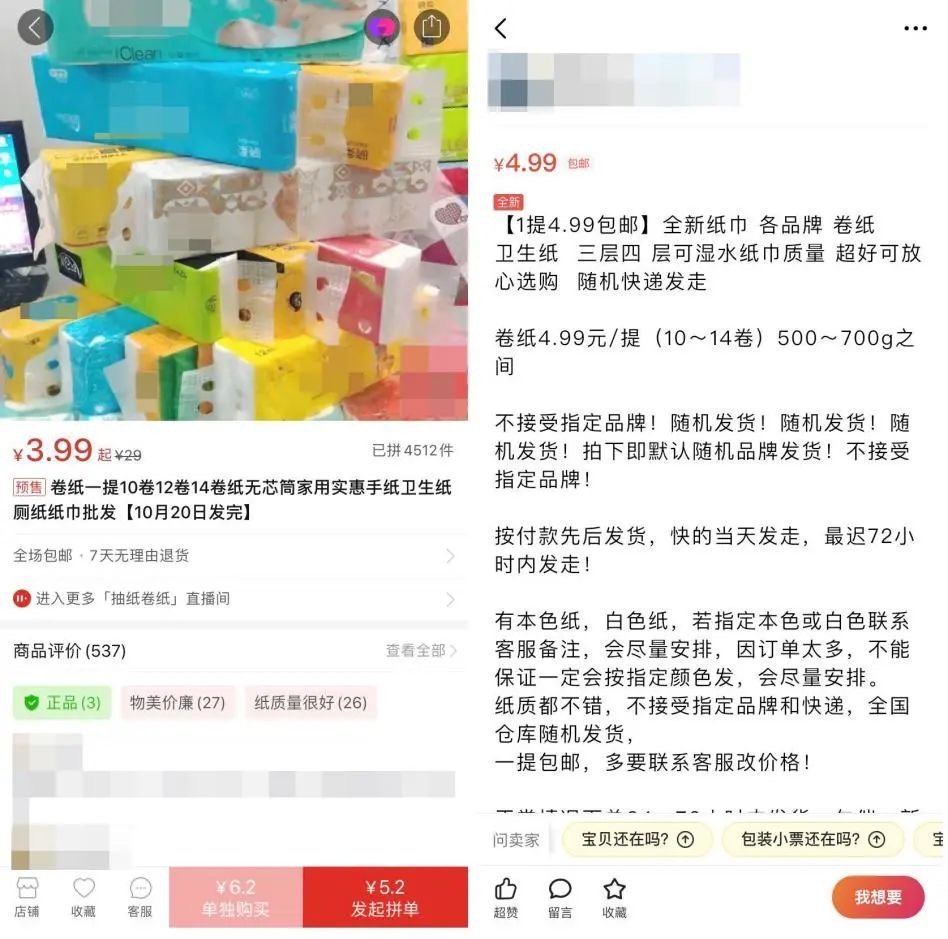 iClean
¥3.99起 ¥29
已拼4512件
预售 卷纸一提10卷12卷14卷纸无芯筒家用实惠手纸卫生纸
厕纸纸巾批发【10月20日发完】
全场包邮 · 7天无理由退货
进入更多「抽纸卷纸」直播间
商品评价(537)
查看全部
正品(3)
物美价廉(27)
纸质量很好(26)
店铺
收藏
客服
¥6.2
单独购买
¥5.2
发起拼单
¥4.99 包邮
全新
【1提4.99包邮】全新纸巾 各品牌 卷纸
卫生纸 三层四 层可湿水纸巾质量 超好可放
心选购 随机快递发走
卷纸4.99元/提（10～14卷）500～700g之
间
不接受指定品牌！随机发货！随机发货！随
机发货！拍下即默认随机品牌发货！不接受
指定品牌！
按付款先后发货，快的当天发走，最迟72小
时内发走！
有本色纸，白色纸，若指定本色或白色联系
客服备注，会尽量安排，因订单太多，不能
保证一定会按指定颜色发，会尽量安排。
纸质都不错，不接受指定品牌和快递，全国
仓库随机发货，
一提包邮，多要联系客服改价格！
问卖家
宝贝还在吗？
包装小票还在吗？
宝
超赞
留言
收藏
我想要